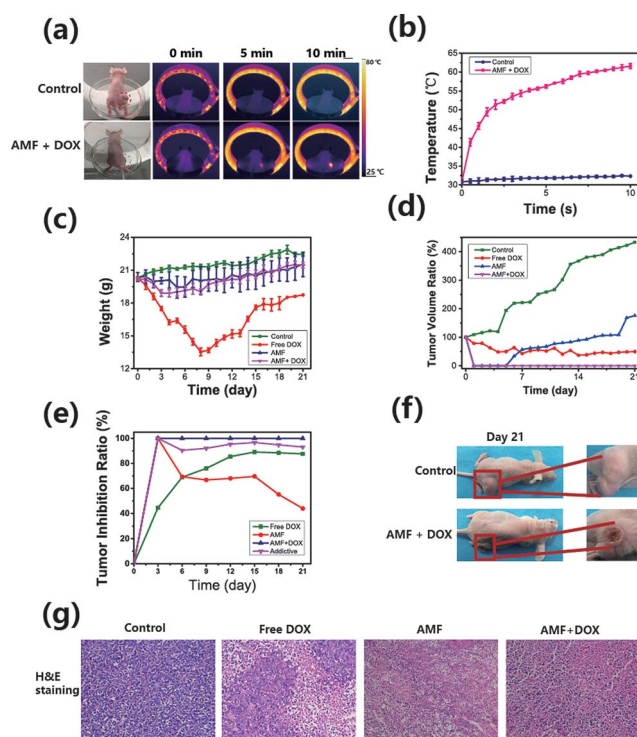 (a)
0 min 5 min 10 min
Control
AMF + DOX
80 ℃
25 ℃
(b)
Temperature (℃)
65
60
55
50
45
40
35
30
Control
AMF + DOX
0 5 10
Time (s)
(c)
Weight (g)
24
21
18
15
12
Control
Free DOX
AMF
AMF+ DOX
0 3 6 9 12 15 18 21
Time (day)
(d)
Tumor Volume Ratio (%)
400
300
200
100
0
Control
Free DOX
AMF
AMF+DOX
7 14 21
Time (day)
(e)
Tumor Inhibition Ratio (%)
100
80
60
40
20
0
Free DOX
AMF
AMF+DOX
Addictive
0 3 6 9 12 15 18 21
Time (day)
(f)
Day 21
Control
AMF + DOX
(g)
Control Free DOX AMF AMF+DOX
H&E
staining